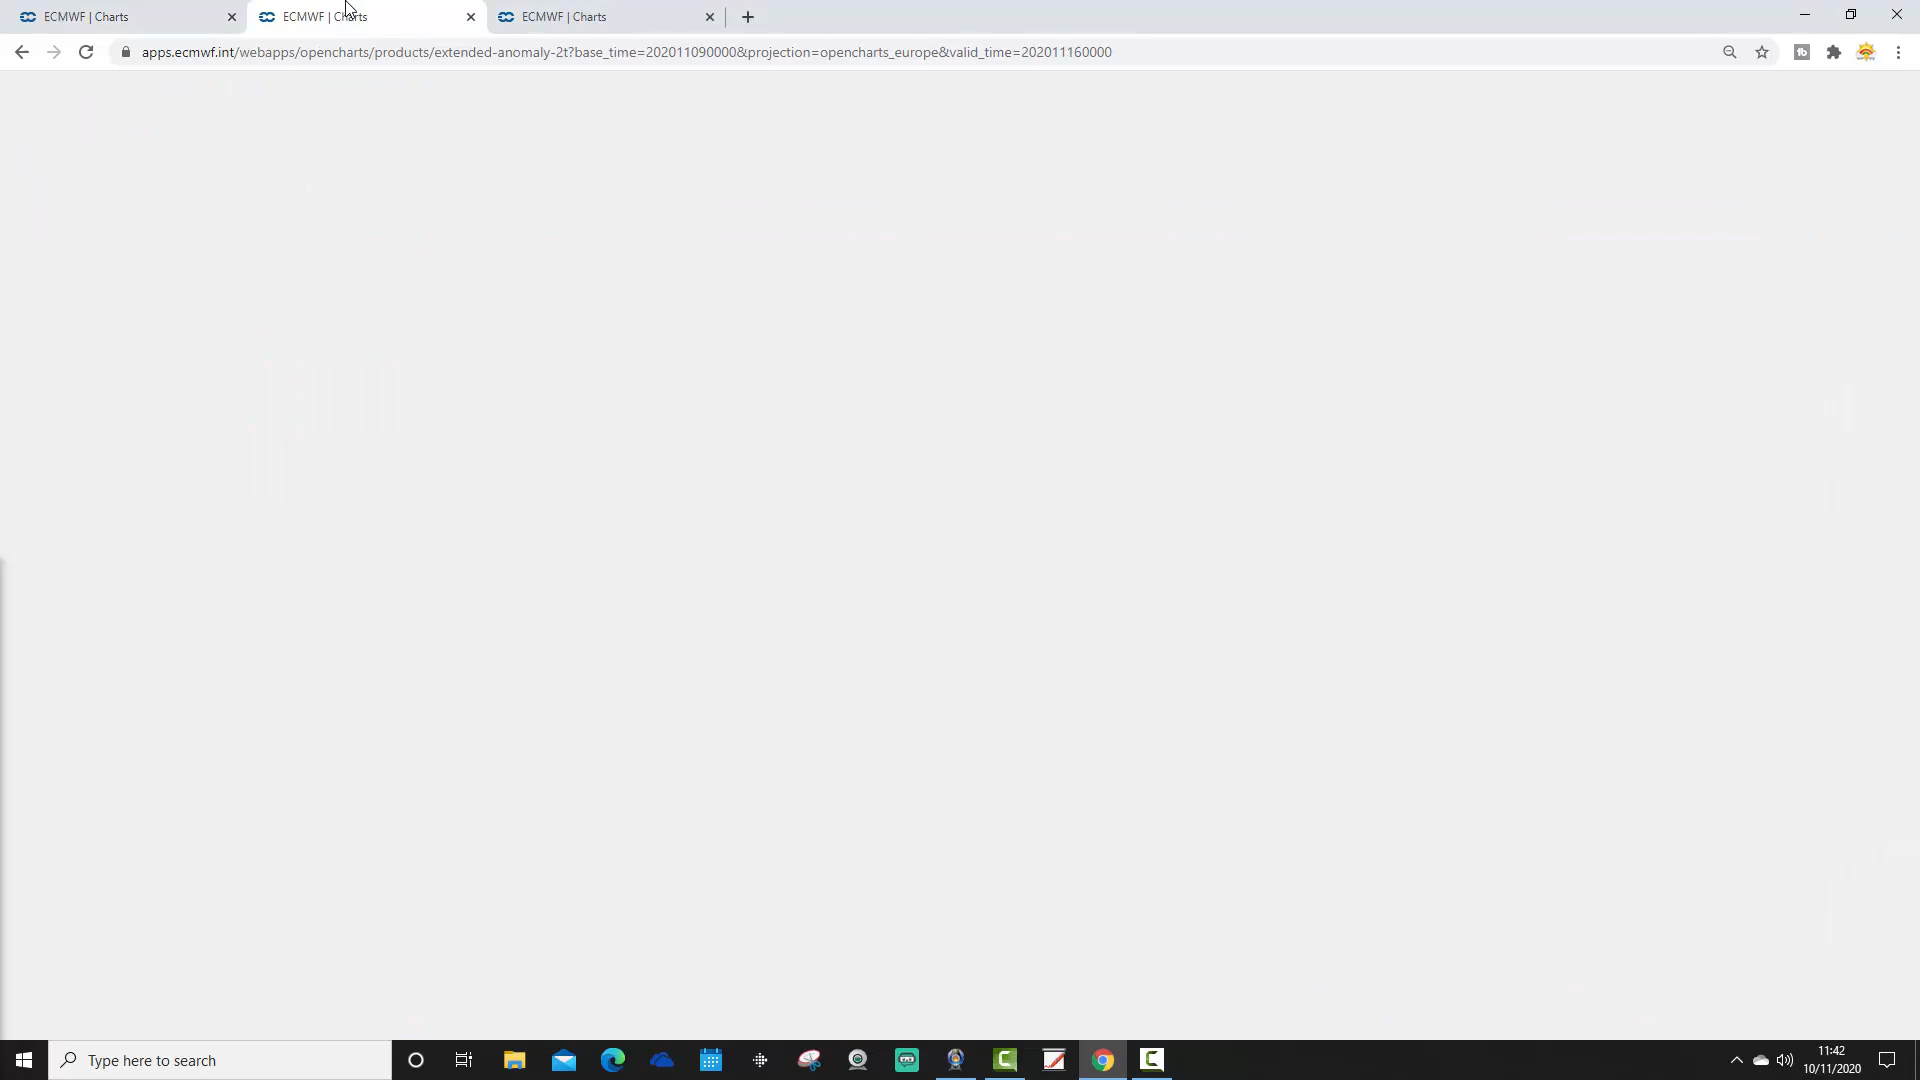 ECMWF | Charts
ECMWF | Charts
ECMWF | Charts
apps.ecmwf.int/webapps/opencharts/products/extended-anomaly-2t?base_time=202011090000&projection=opencharts_europe&valid_time=202011160000
Type here to search
11:42
10/11/2020